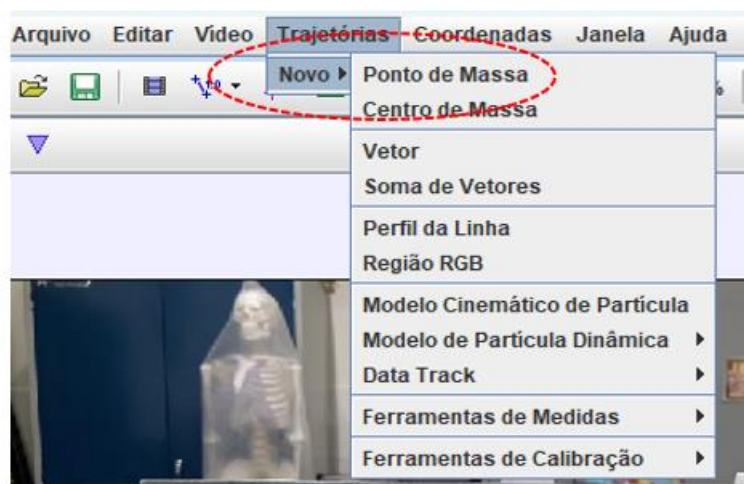 Arquivo Editar Vídeo Trajetórias Coordenadas Janela Ajuda
Novo Ponto de Massa
Centro de Massa
Vetor
Soma de Vetores
Perfil da Linha
Região RGB
Modelo Cinemático de Partícula
Modelo de Partícula Dinâmica
Data Track
Ferramentas de Medidas
Ferramentas de Calibração